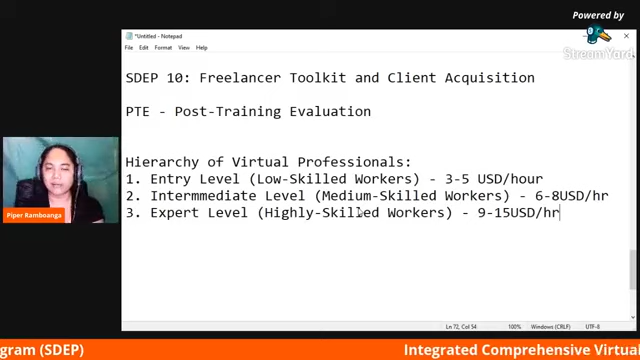 Powered by
StreamYard
*Untitled - Notepad
File Edit Format View Help
SDEP 10: Freelancer Toolkit and Client Acquisition
PTE - Post-Training Evaluation
Hierarchy of Virtual Professionals:
1. Entry Level (Low-Skilled Workers) - 3-5 USD/hour
2. Intermmediate Level (Medium-Skilled Workers) - 6-8USD/hr
3. Expert Level (Highly-Skilled Workers) - 9-15USD/hr
Piper Ramboanga
Ln 72, Col 54 100% Windows (CRLF) UTF-8
gram (SDEP) Integrated Comprehensive Virtua